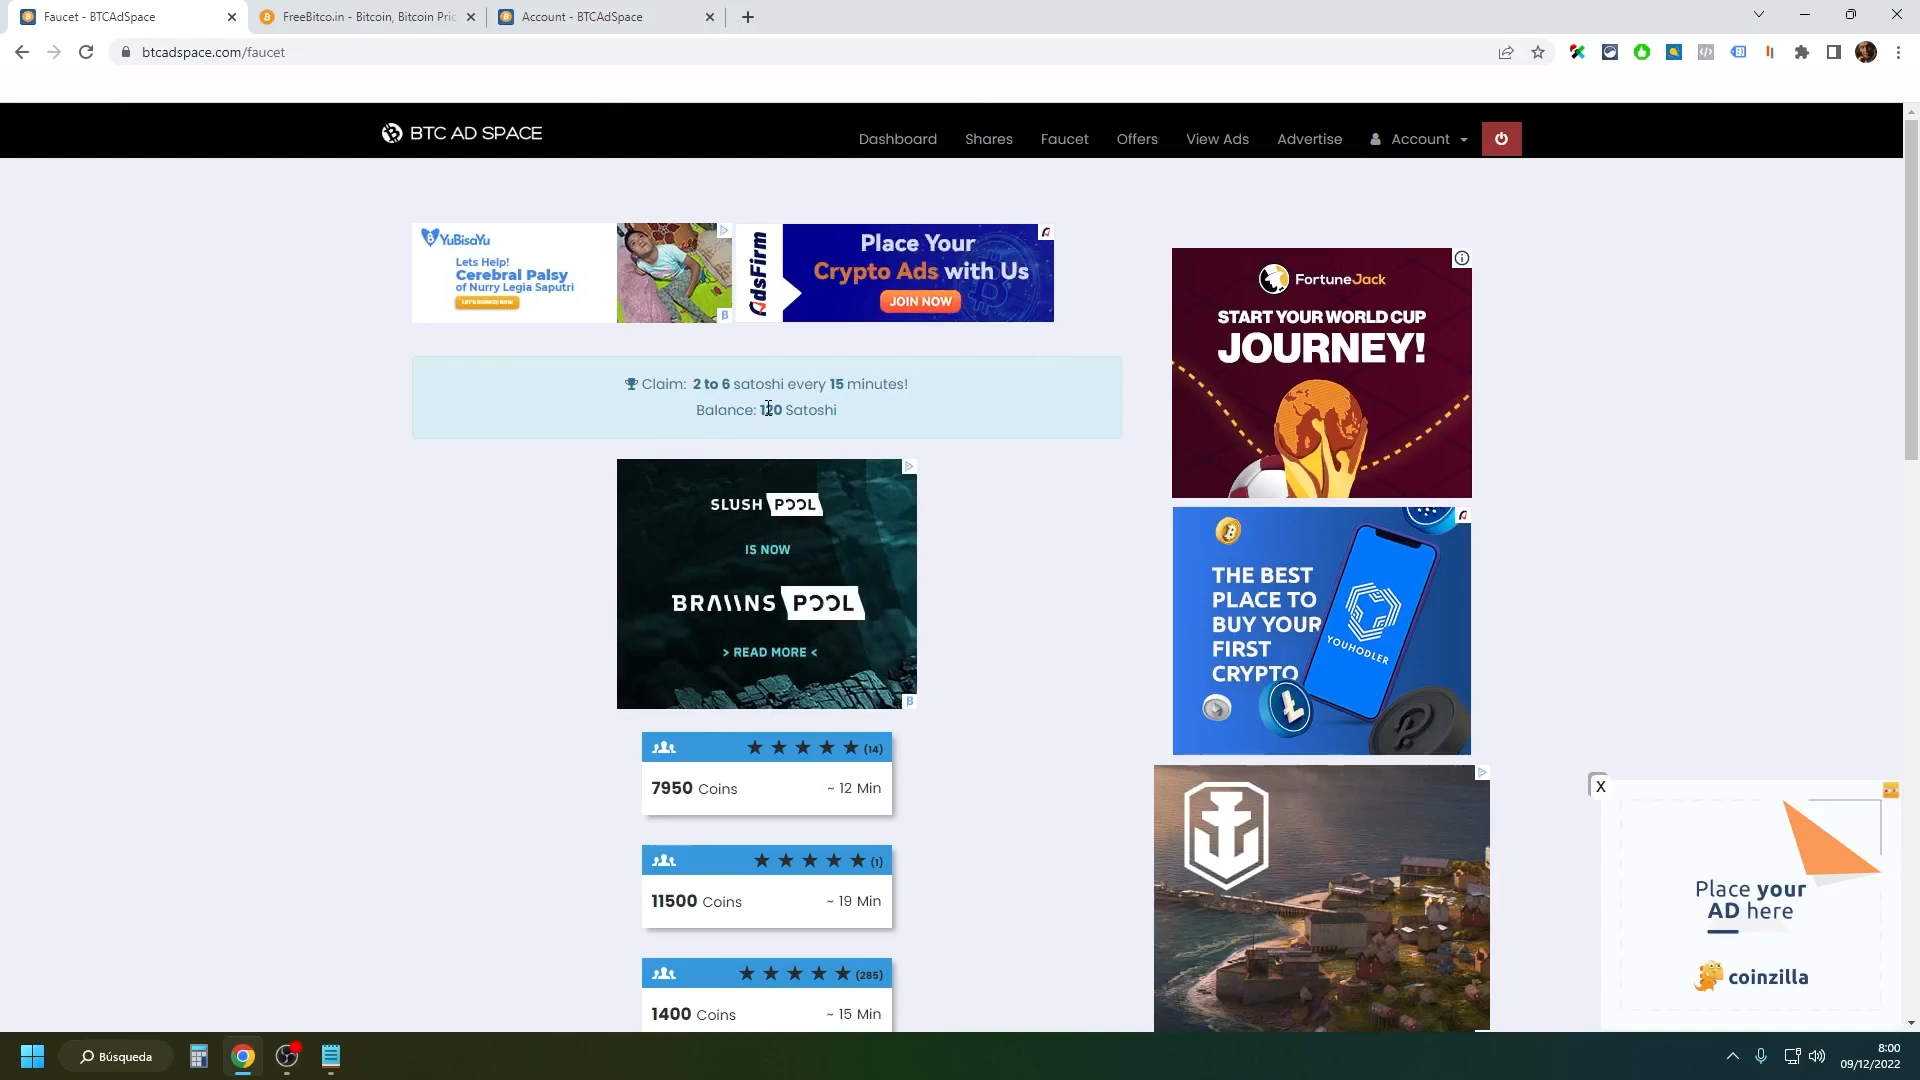 Faucet - BTCAdSpace
FreeBitco.in - Bitcoin, Bitcoin Pric
Account - BTCAdSpace
btcadspace.com/faucet
BTC AD SPACE
Dashboard
Shares
Faucet
Offers
View Ads
Advertise
Account
YuBisaYu
Lets Help!
Cerebral Palsy
of Nurry Legia Saputri
LET'S DONATE NOW
AdsFirm
Place Your
Crypto Ads with Us
JOIN NOW
FortuneJack
START YOUR WORLD CUP
JOURNEY!
Claim: 2 to 6 satoshi every 15 minutes!
Balance: 120 Satoshi
SLUSH POOL
IS NOW
BRAIINS POOL
> READ MORE <
THE BEST
PLACE TO
BUY YOUR
FIRST
CRYPTO
YOUHODLER
(14)
7950 Coins ~ 12 Min
(1)
11500 Coins ~ 19 Min
(285)
1400 Coins ~ 15 Min
X
Place your
AD here
coinzilla
Búsqueda
8:00
09/12/2022